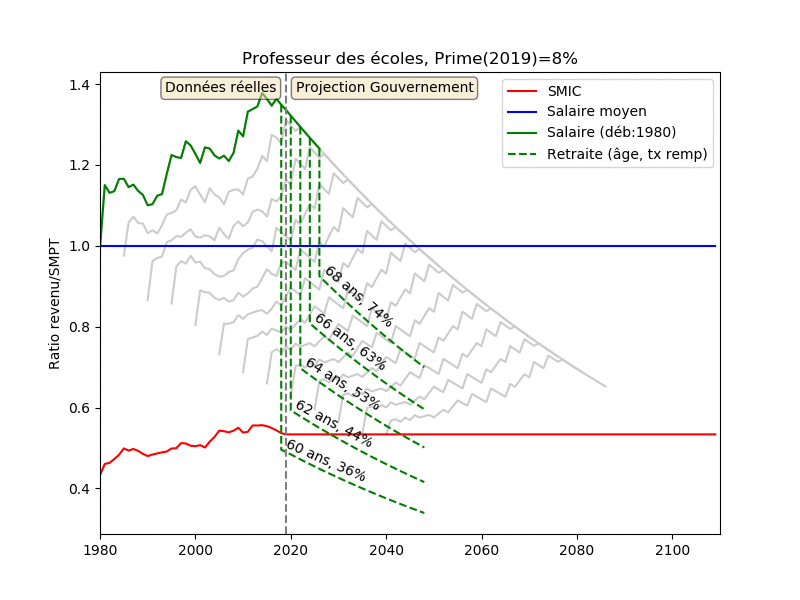 Professeur des écoles, Prime(2019)=8%
Données réelles
Projection Gouvernement
SMIC
Salaire moyen
Salaire (déb:1980)
Retraite (âge, tx remp)
Ratio revenu/SMPT
1.4
1.2
1.0
0.8
0.6
0.4
68 ans, 74%
66 ans, 63%
64 ans, 53%
62 ans, 44%
60 ans, 36%
1980
2000
2020
2040
2060
2080
2100